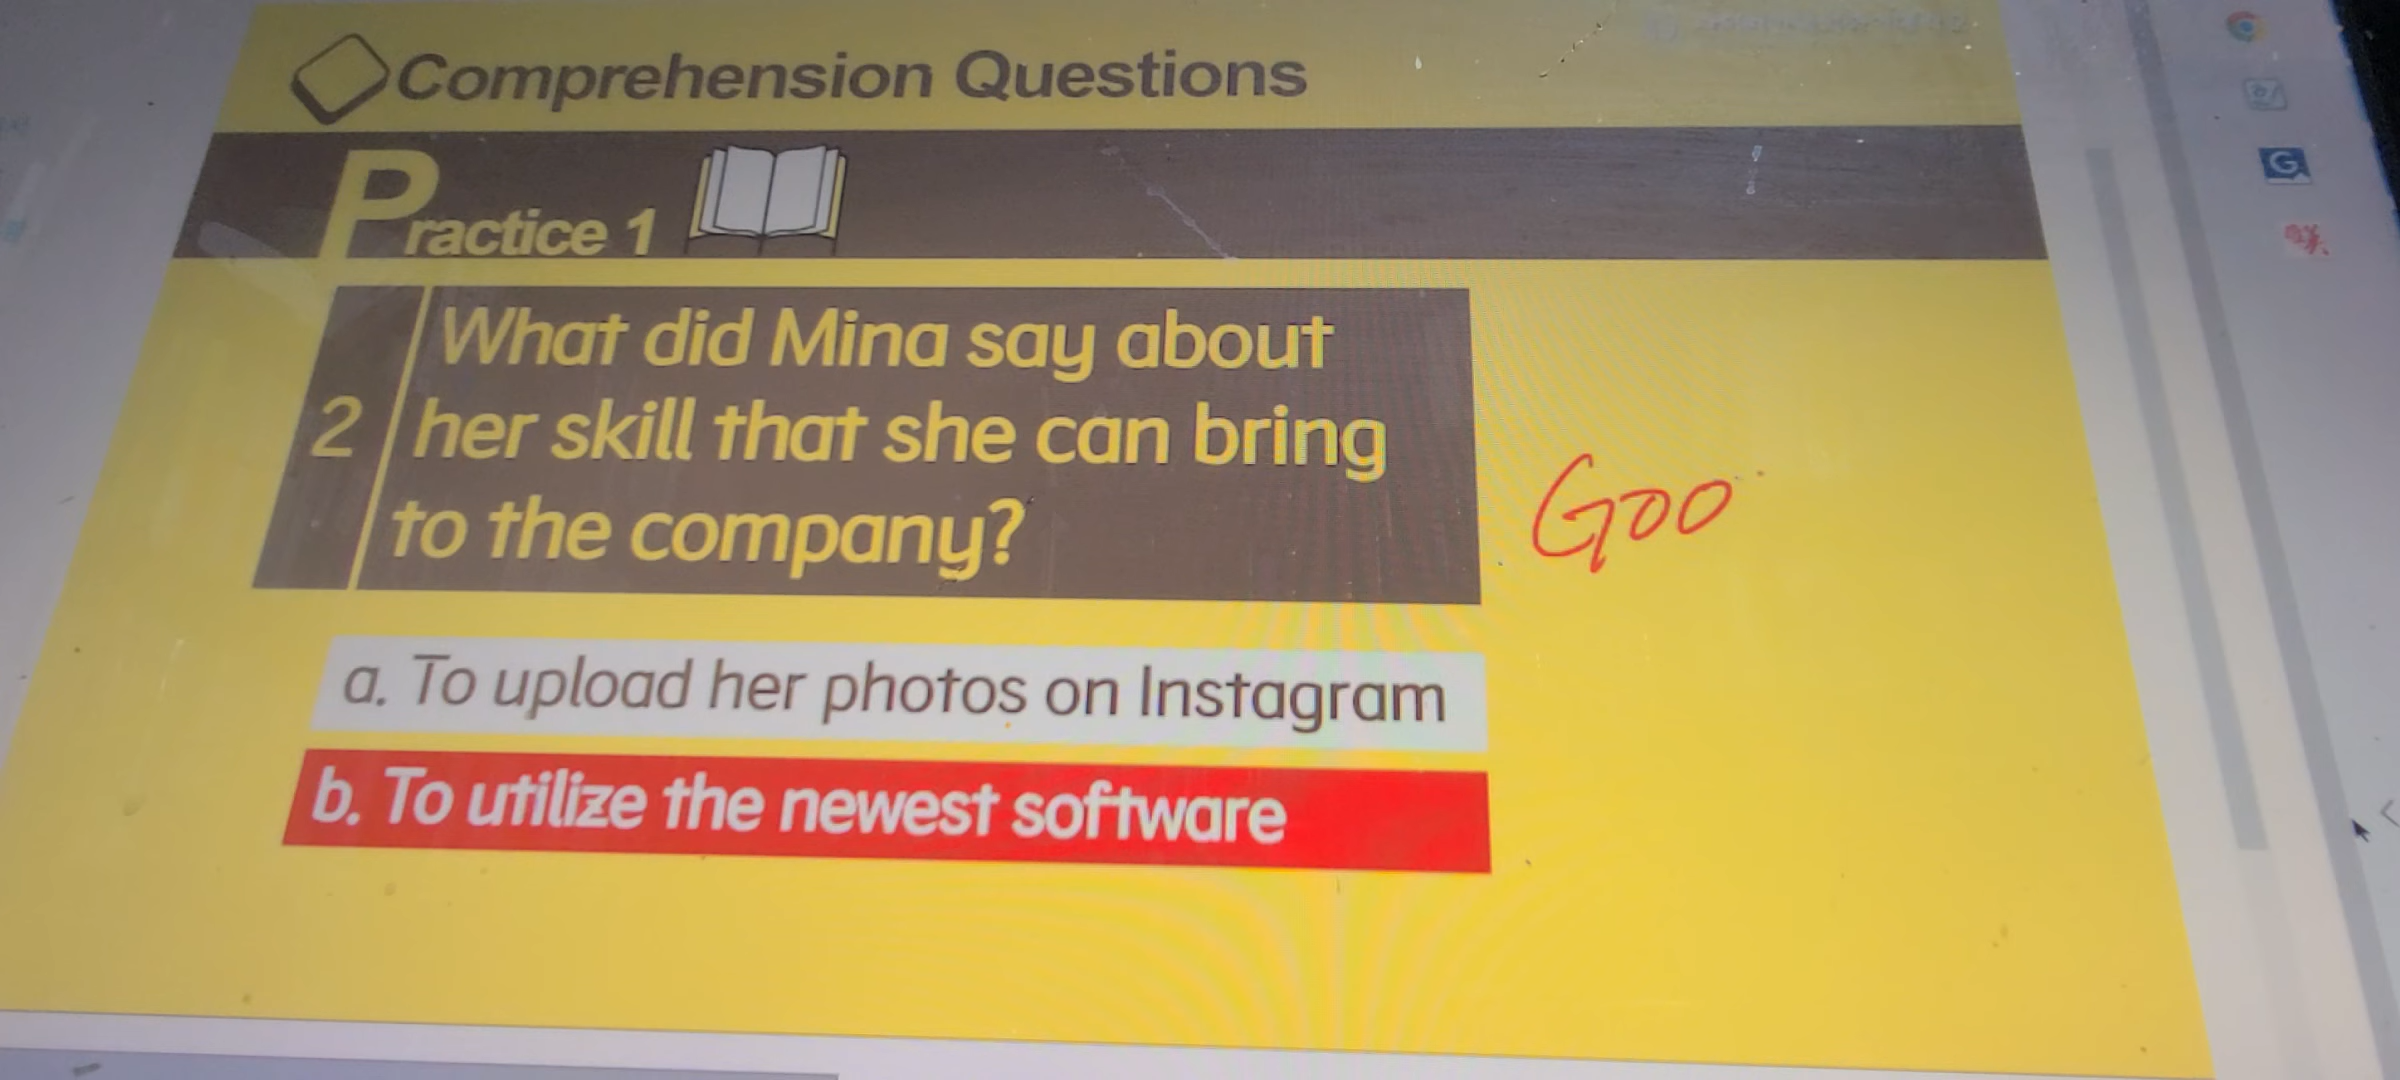 Comprehension Questions
Practice 1
2 What did Mina say about
her skill that she can bring
to the company?
Goo
a. To upload her photos on Instagram
b. To utilize the newest software